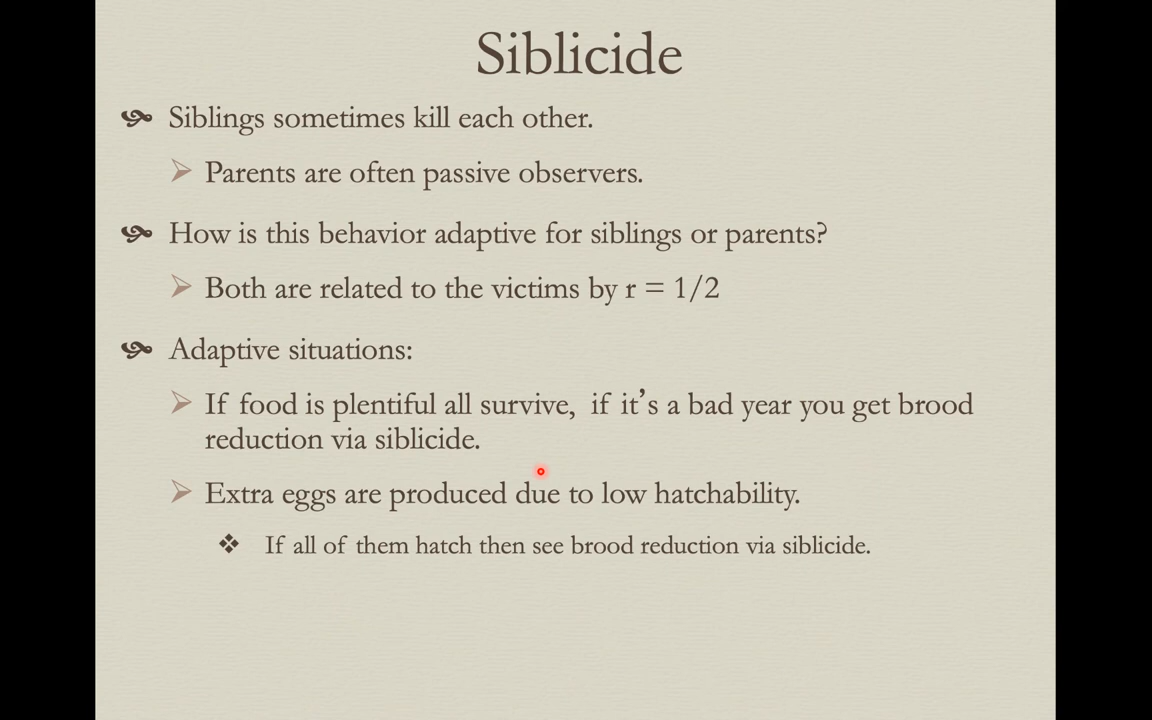 Siblicide
Siblings sometimes kill each other.
Parents are often passive observers.
How is this behavior adaptive for siblings or parents?
Both are related to the victims by r = 1/2
Adaptive situations:
If food is plentiful all survive, if it’s a bad year you get brood
reduction via siblicide.
Extra eggs are produced due to low hatchability.
If all of them hatch then see brood reduction via siblicide.